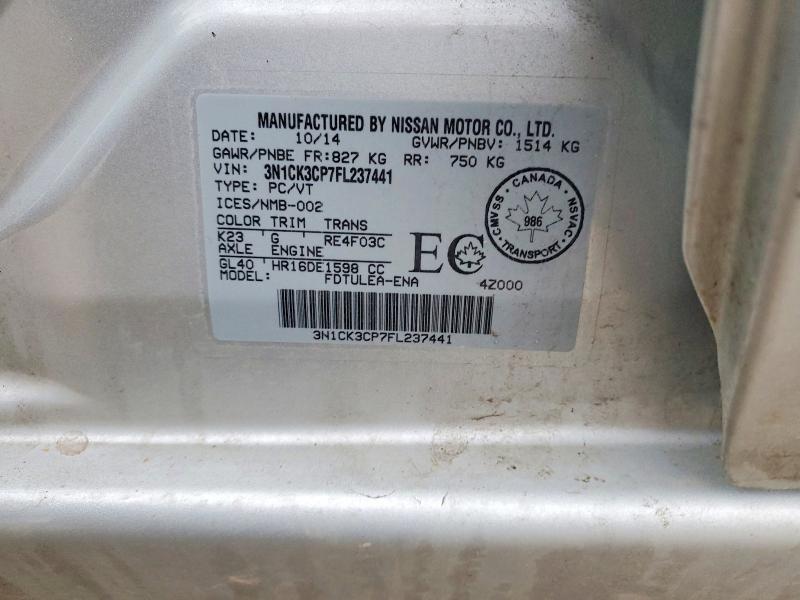 MANUFACTURED BY NISSAN MOTOR CO., LTD.
DATE: 10/14 GVWR/PNBV: 1514 KG
GAWR/PNBE FR:827 KG RR: 750 KG
VIN: 3N1CK3CP7FL237441
TYPE: PC/VT
ICES/NMB-002
COLOR TRIM TRANS
K23 G RE4F03C
AXLE ENGINE
GL40 HR16DE1598 CC
MODEL: FDTULEA-ENA 4Z000
EC
CANADA
CMVSS · NSVAC
986
TRANSPORT
3N1CK3CP7FL237441